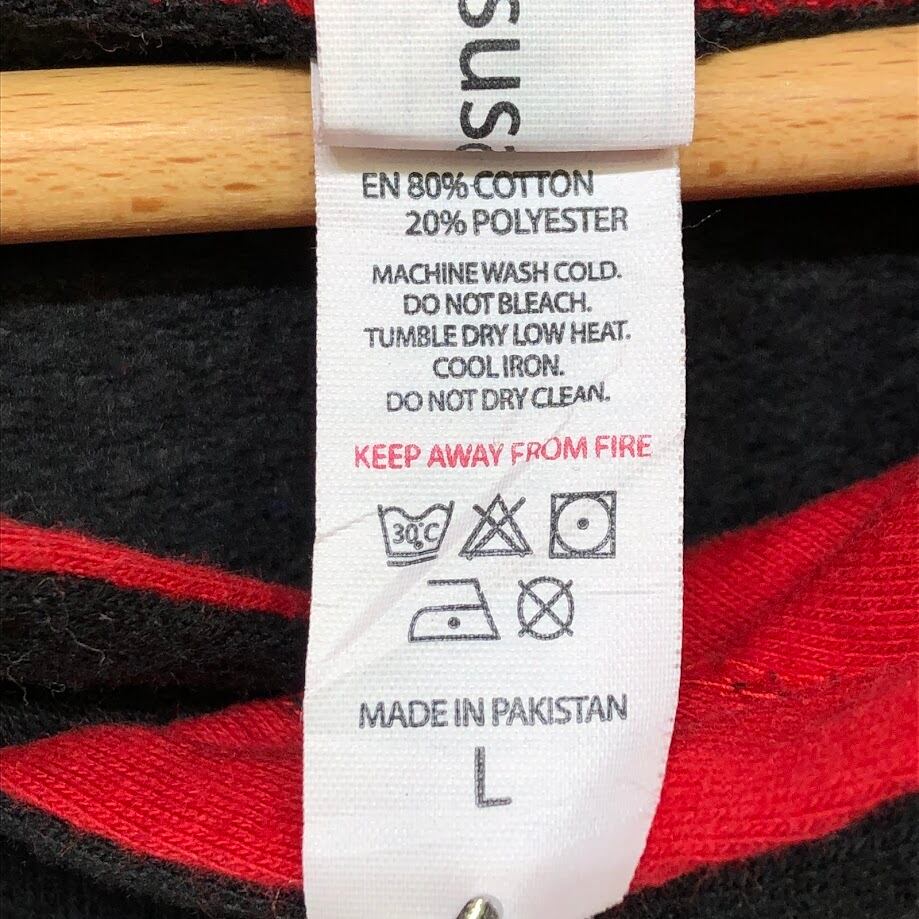 EN 80% COTTON
20% POLYESTER
MACHINE WASH COLD.
DO NOT BLEACH.
TUMBLE DRY LOW HEAT.
COOL IRON.
DO NOT DRY CLEAN.
KEEP AWAY FROM FIRE
30°C
MADE IN PAKISTAN
L